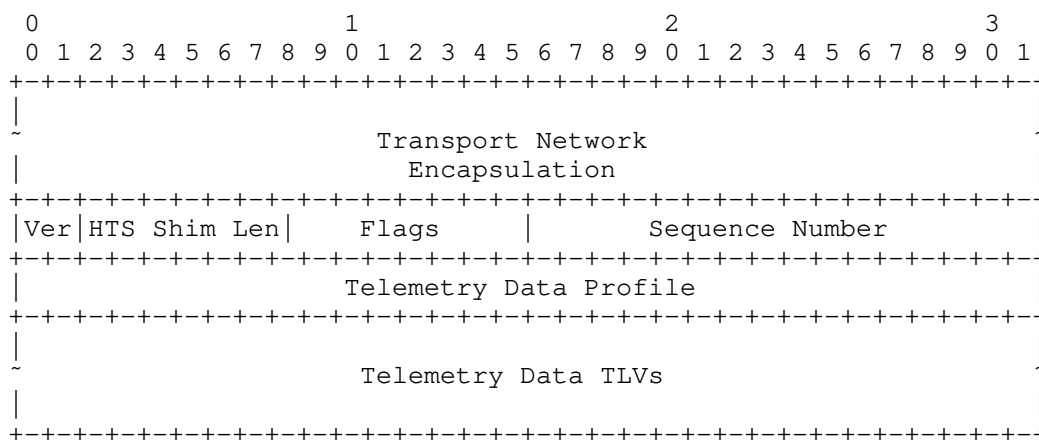 0                   1                   2                   3
 0 1 2 3 4 5 6 7 8 9 0 1 2 3 4 5 6 7 8 9 0 1 2 3 4 5 6 7 8 9 0 1
+-+-+-+-+-+-+-+-+-+-+-+-+-+-+-+-+-+-+-+-+-+-+-+-+-+-+-+-+-+-+-+-
|
~                      Transport Network                        ~
|                        Encapsulation
+-+-+-+-+-+-+-+-+-+-+-+-+-+-+-+-+-+-+-+-+-+-+-+-+-+-+-+-+-+-+-+-
|Ver|HTS Shim Len|    Flags     |       Sequence Number
+-+-+-+-+-+-+-+-+-+-+-+-+-+-+-+-+-+-+-+-+-+-+-+-+-+-+-+-+-+-+-+-
|                    Telemetry Data Profile
+-+-+-+-+-+-+-+-+-+-+-+-+-+-+-+-+-+-+-+-+-+-+-+-+-+-+-+-+-+-+-+-
|
~                     Telemetry Data TLVs                       ~
|
+-+-+-+-+-+-+-+-+-+-+-+-+-+-+-+-+-+-+-+-+-+-+-+-+-+-+-+-+-+-+-+-